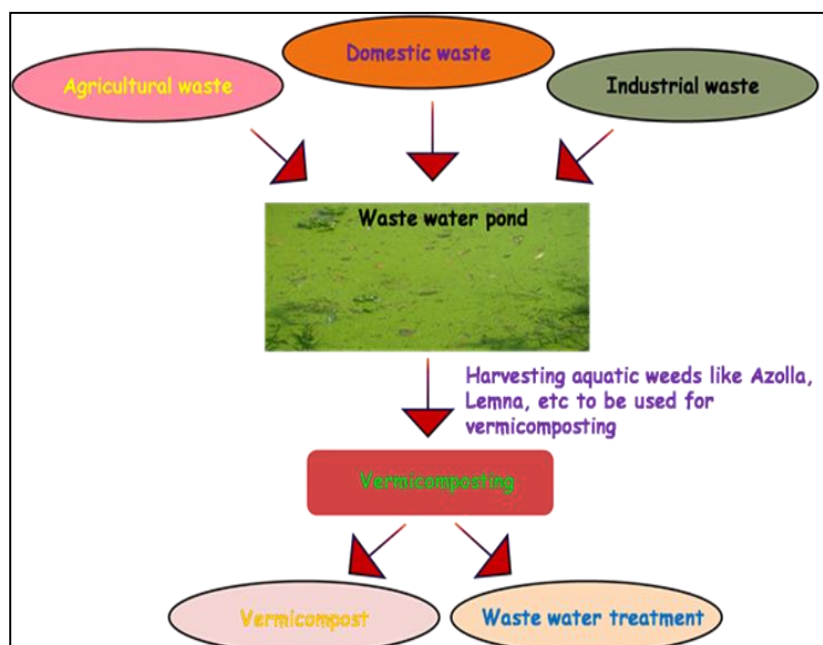 Domestic waste
Agricultural waste
Industrial waste
Waste water pond
Harvesting aquatic weeds like Azolla,
Lemna, etc to be used for
vermicomposting
Vermicomposting
Vermicompost
Waste water treatment